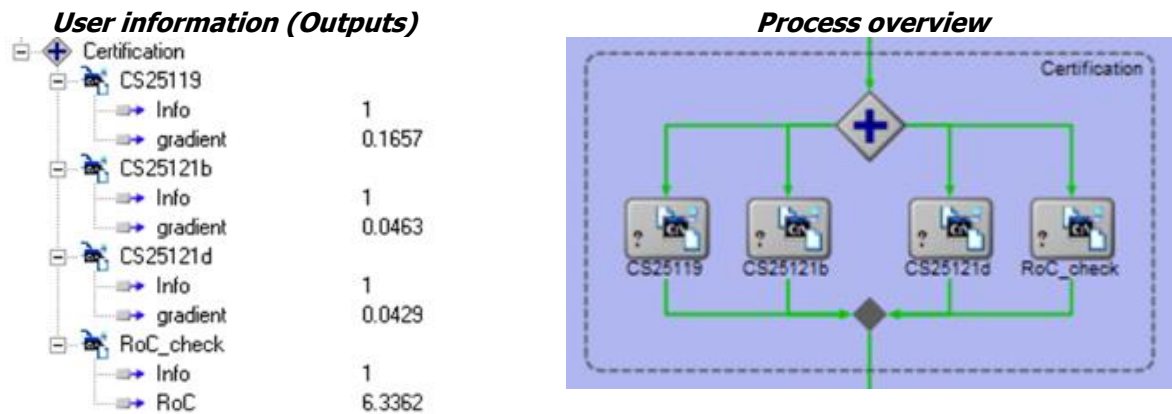 User information (Outputs)
Certification
CS25119
Info 1
gradient 0.1657
CS25121b
Info 1
gradient 0.0463
CS25121d
Info 1
gradient 0.0429
RoC_check
Info 1
RoC 6.3362
Process overview
Certification
CS25119 CS25121b CS25121d RoC_check